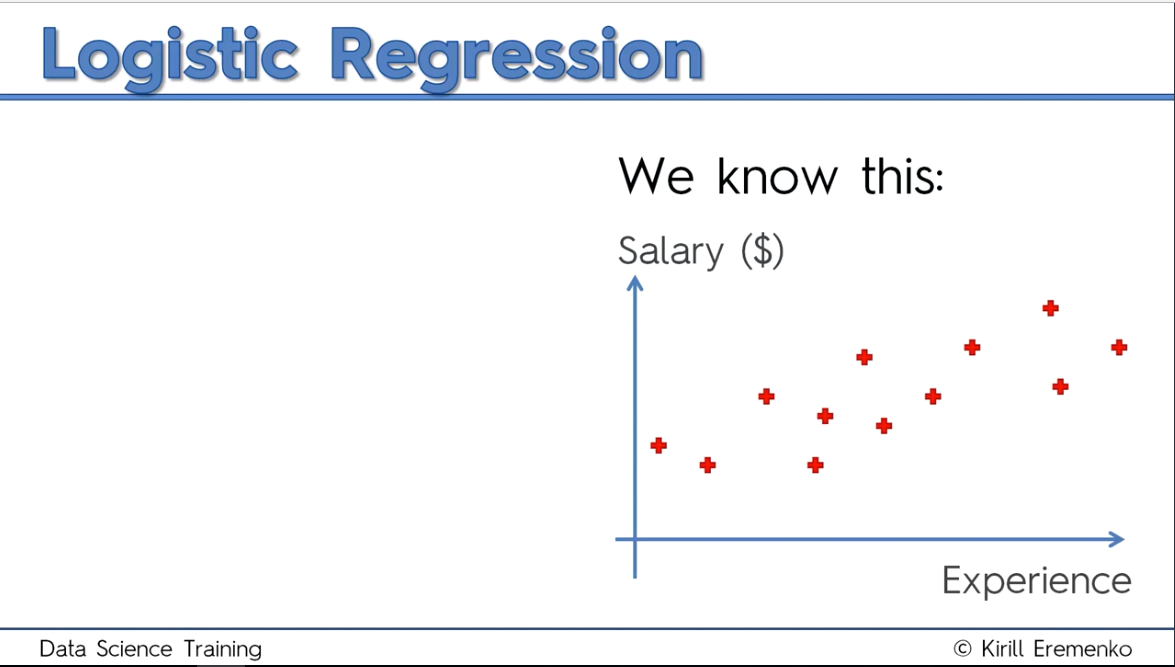 Logistic Regression
We know this:
Salary ($)
Experience
Data Science Training
© Kirill Eremenko